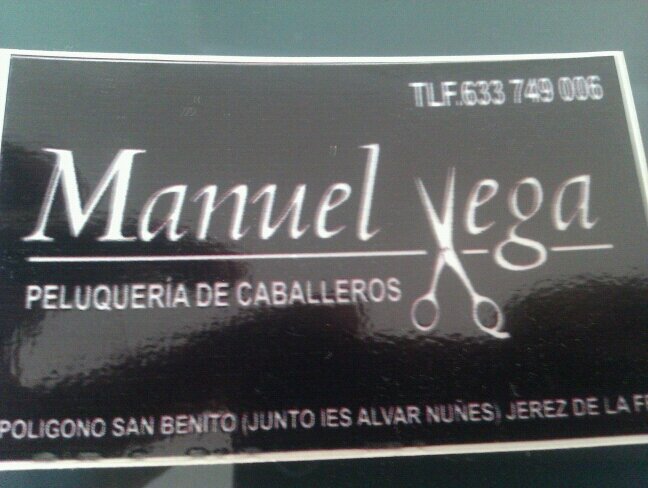 TLF.633 749 006
Manuel Vega
PELUQUERÍA DE CABALLEROS
POLIGONO SAN BENITO (JUNTO IES ALVAR NUÑES) JEREZ DE LA